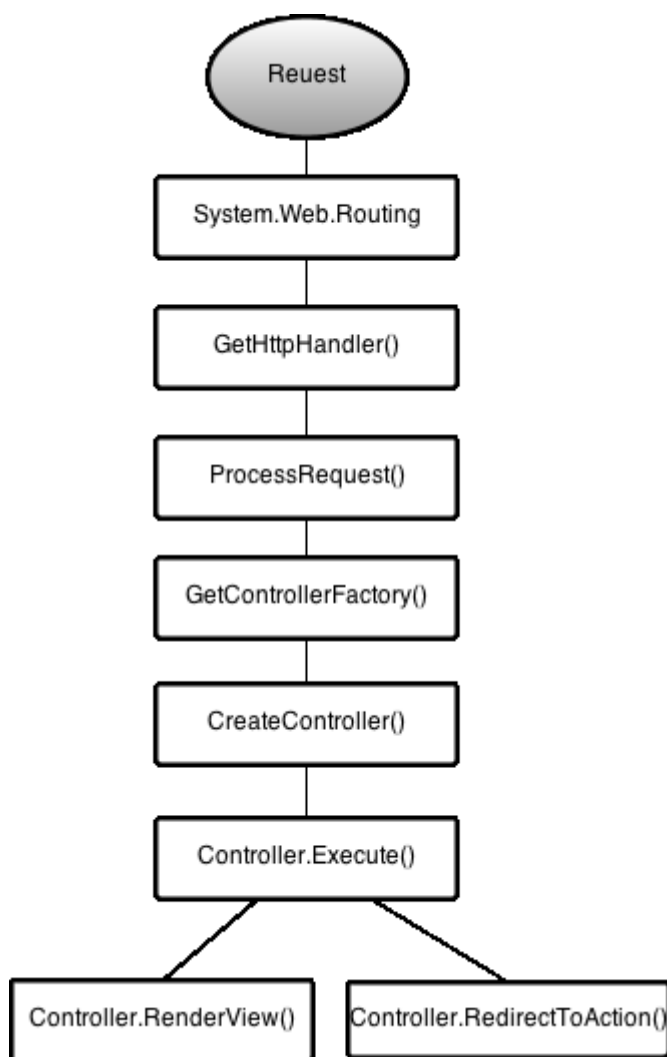 Reuest
System.Web.Routing
GetHttpHandler()
ProcessRequest()
GetControllerFactory()
CreateController()
Controller.Execute()
Controller.RenderView()
Controller.RedirectToAction()